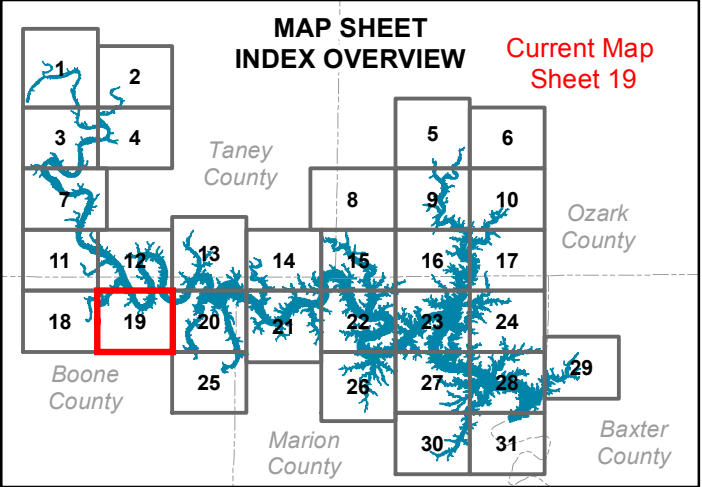 MAP SHEET
INDEX OVERVIEW
Current Map
Sheet 19
1
2
3
4
5
6
Taney
County
7
8
9
10
Ozark
County
11
12
13
14
15
16
17
18
19
20
21
22
23
24
Boone
County
25
26
27
28
29
Marion
County
30
31
Baxter
County